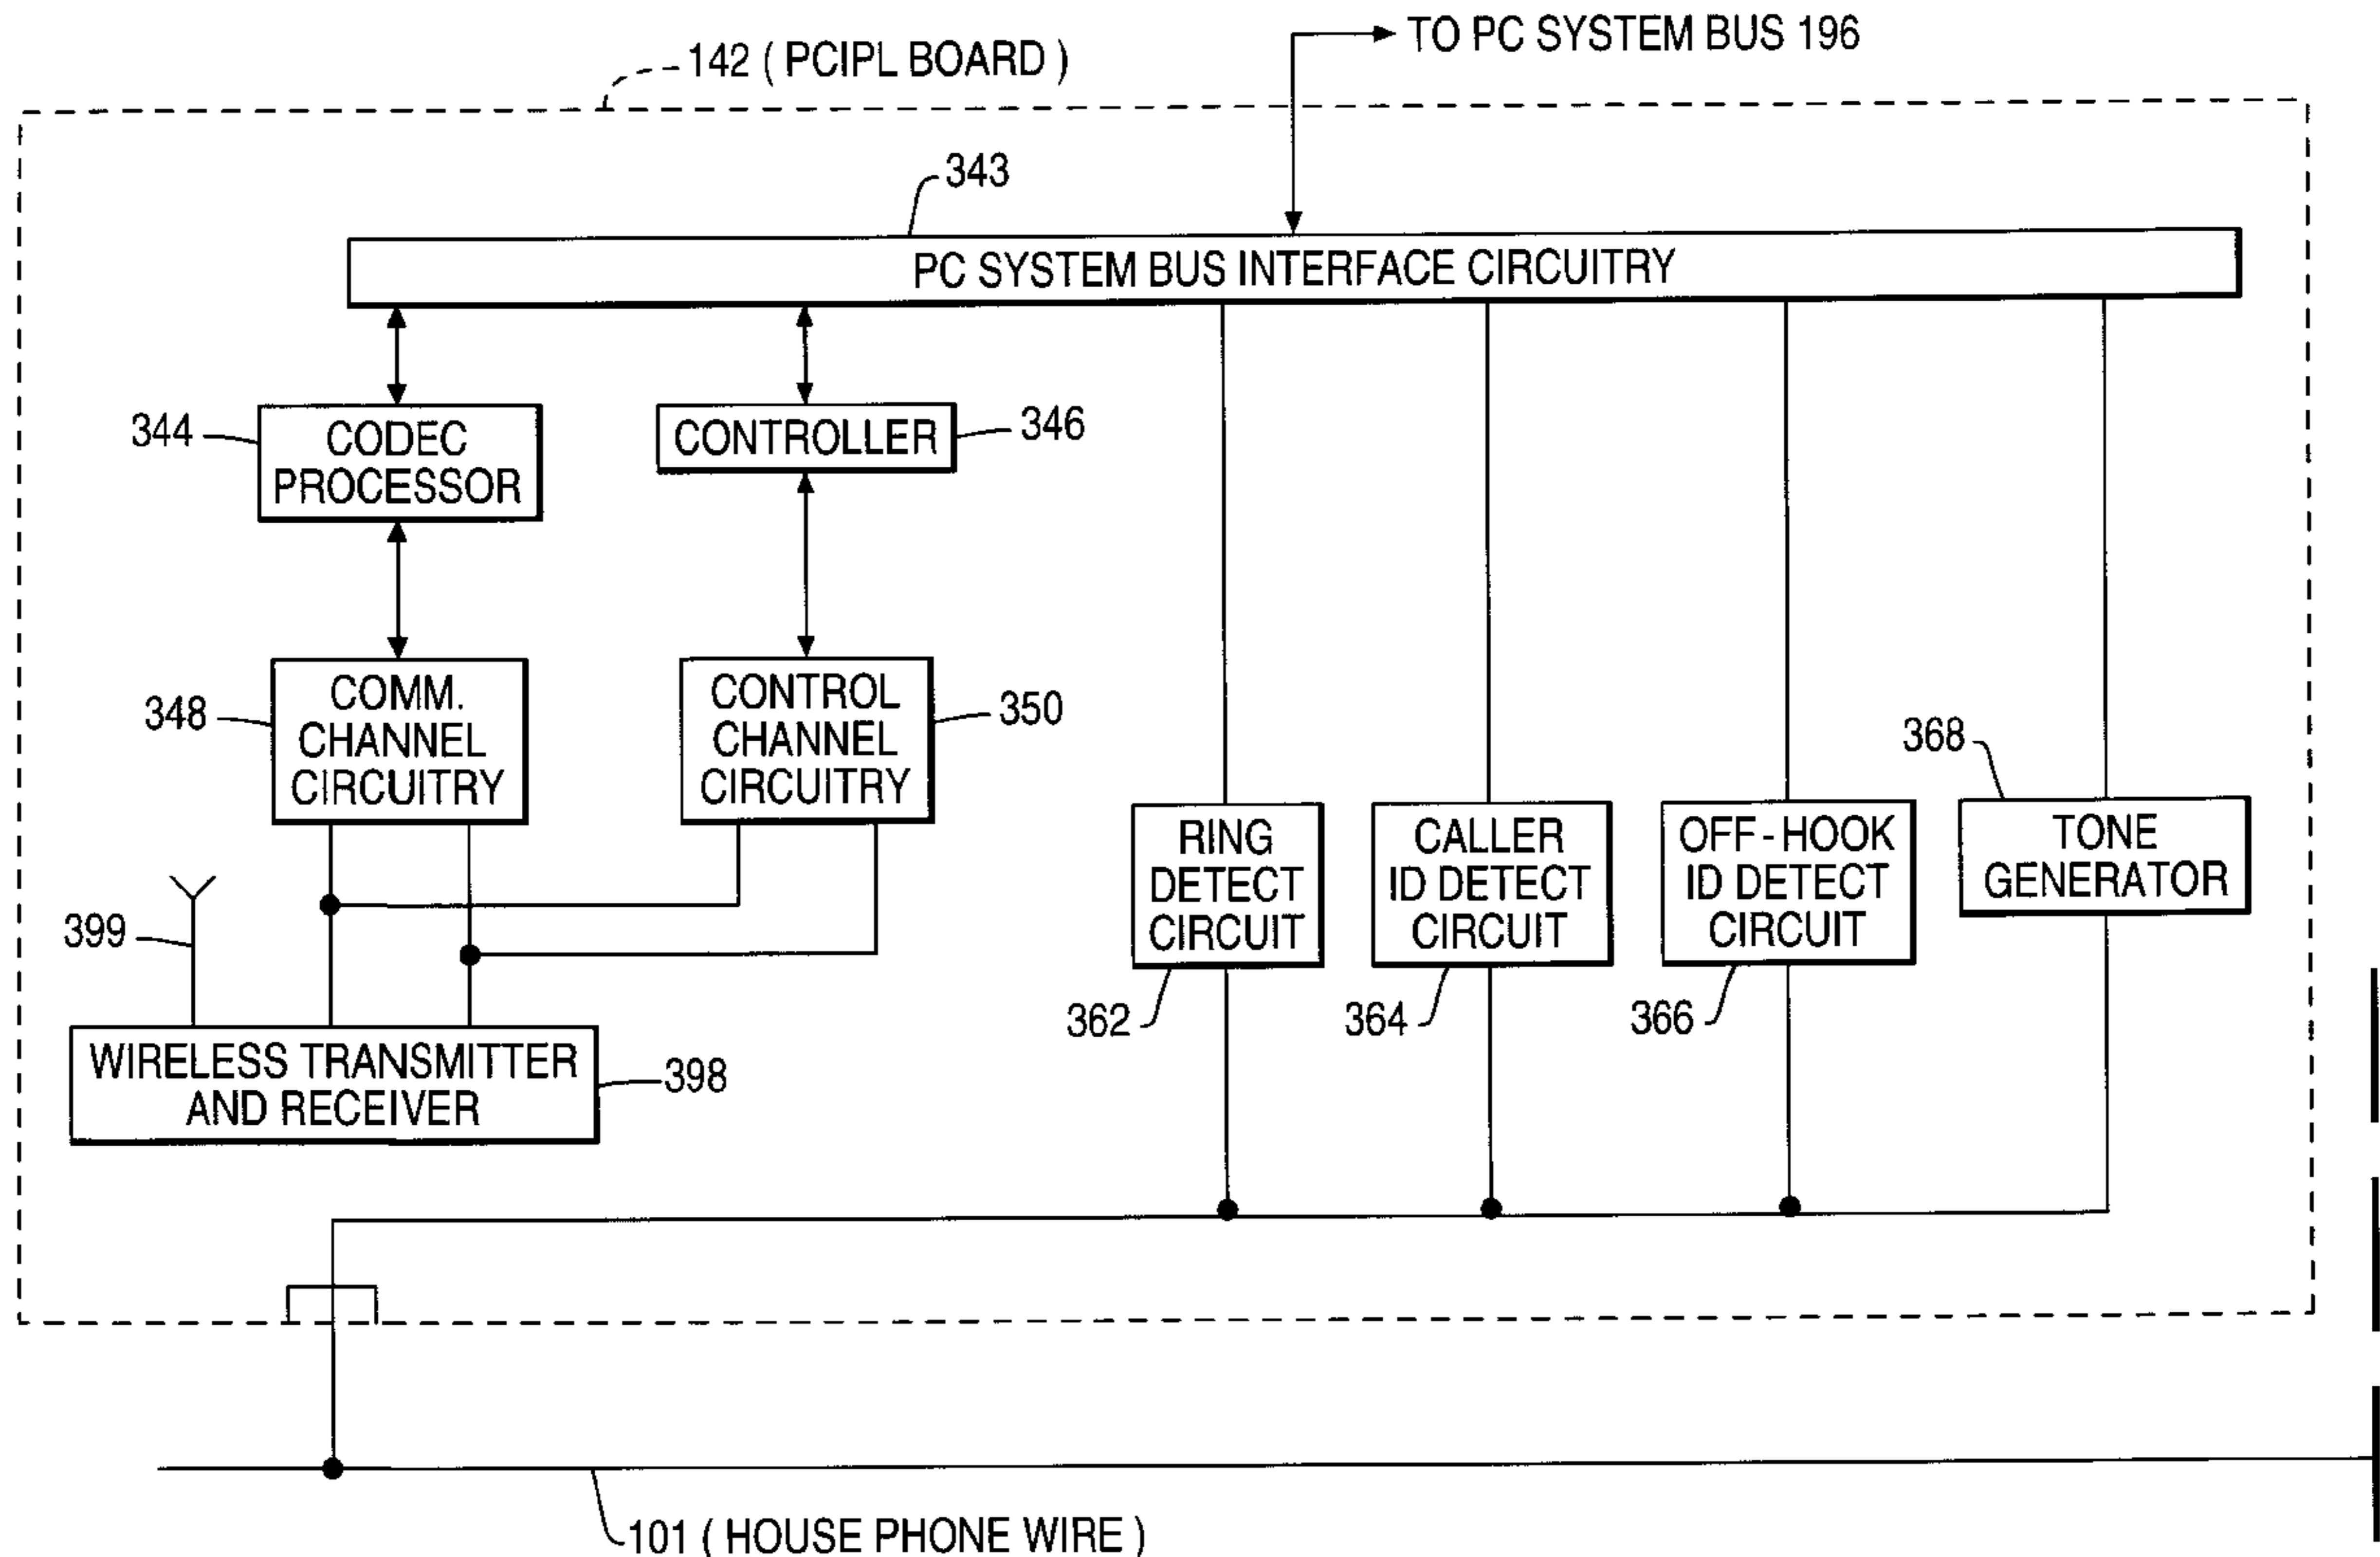 TO PC SYSTEM BUS 196
142 ( PCIPL BOARD )
343
PC SYSTEM BUS INTERFACE CIRCUITRY
344
CODEC
PROCESSOR
CONTROLLER
346
348
COMM.
CHANNEL
CIRCUITRY
CONTROL
CHANNEL
CIRCUITRY
350
368
RING
DETECT
CIRCUIT
CALLER
ID DETECT
CIRCUIT
OFF-HOOK
ID DETECT
CIRCUIT
TONE
GENERATOR
399
362
364
366
WIRELESS TRANSMITTER
AND RECEIVER
398
101 ( HOUSE PHONE WIRE )